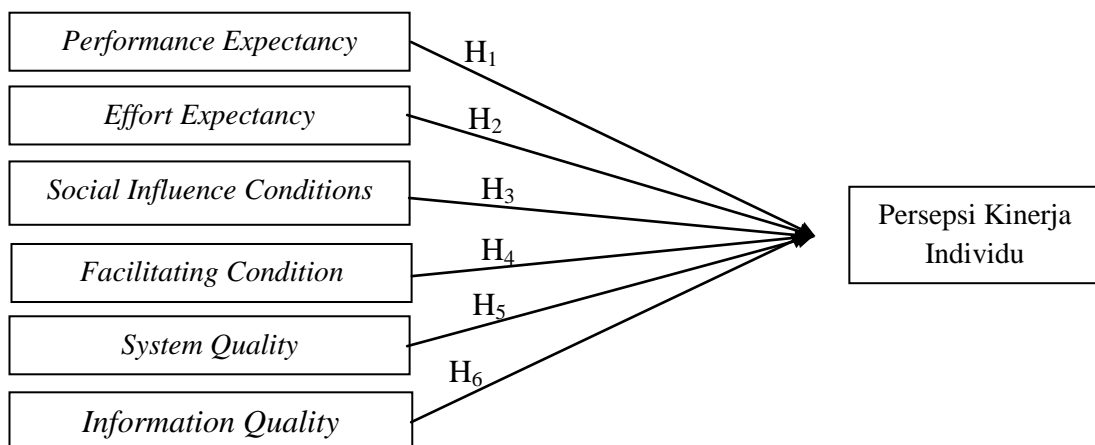 Performance Expectancy
H1
Effort Expectancy
H2
Social Influence Conditions
H3
Persepsi Kinerja
Individu
Facilitating Condition
H4
System Quality
H5
Information Quality
H6